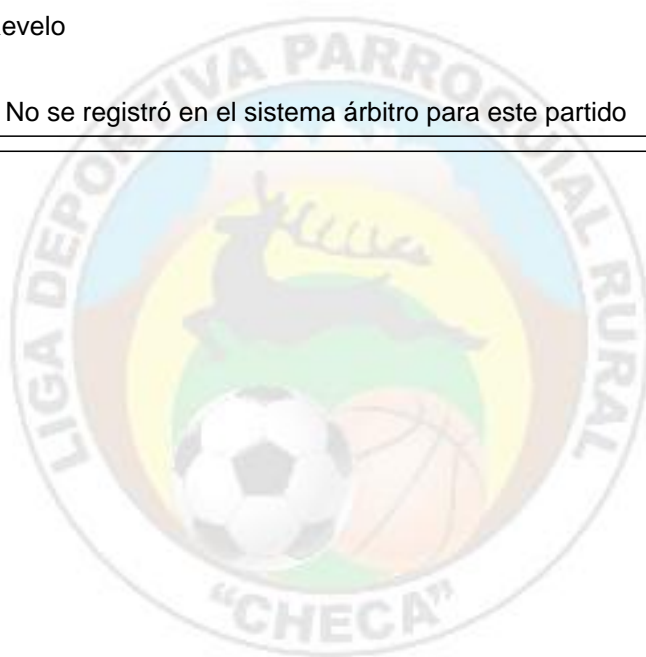 evelo
No se registró en el sistema árbitro para este partido
LIGA DEPORTIVA PARROQUIAL RURAL
"CHECA"